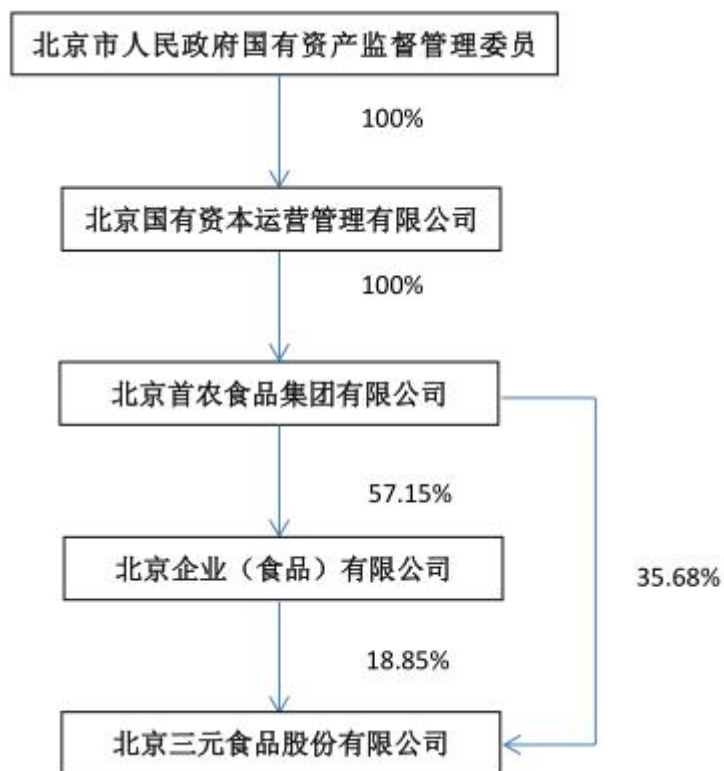 北京市人民政府国有资产监督管理委员
100%
北京国有资本运营管理有限公司
100%
北京首农食品集团有限公司
57.15%
北京企业（食品）有限公司
35.68%
18.85%
北京三元食品股份有限公司